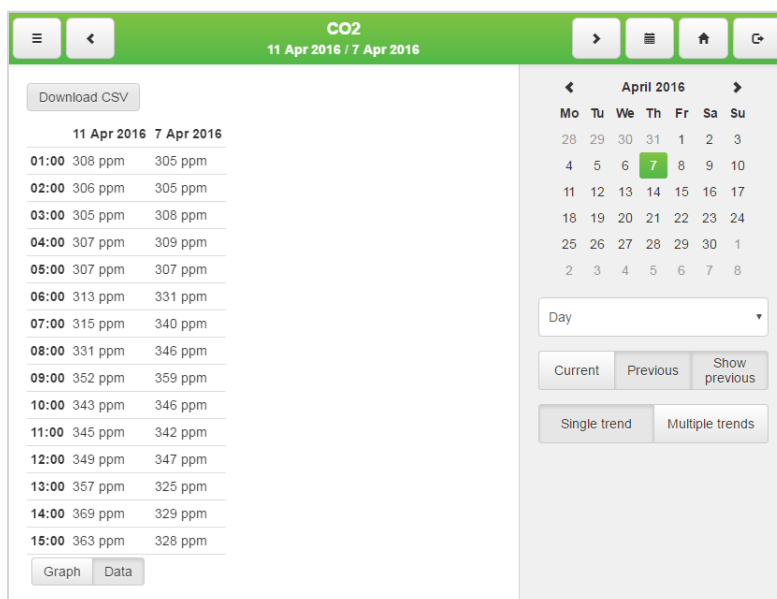 CO2
11 Apr 2016 / 7 Apr 2016
Download CSV
11 Apr 2016 7 Apr 2016
01:00 308 ppm 305 ppm
02:00 306 ppm 305 ppm
03:00 305 ppm 308 ppm
04:00 307 ppm 309 ppm
05:00 307 ppm 307 ppm
06:00 313 ppm 331 ppm
07:00 315 ppm 340 ppm
08:00 331 ppm 346 ppm
09:00 352 ppm 359 ppm
10:00 343 ppm 346 ppm
11:00 345 ppm 342 ppm
12:00 349 ppm 347 ppm
13:00 357 ppm 325 ppm
14:00 369 ppm 329 ppm
15:00 363 ppm 328 ppm
Graph Data
April 2016
Mo Tu We Th Fr Sa Su
28 29 30 31 1 2 3
4 5 6 7 8 9 10
11 12 13 14 15 16 17
18 19 20 21 22 23 24
25 26 27 28 29 30 1
2 3 4 5 6 7 8
Day
Current Previous Show
previous
Single trend Multiple trends